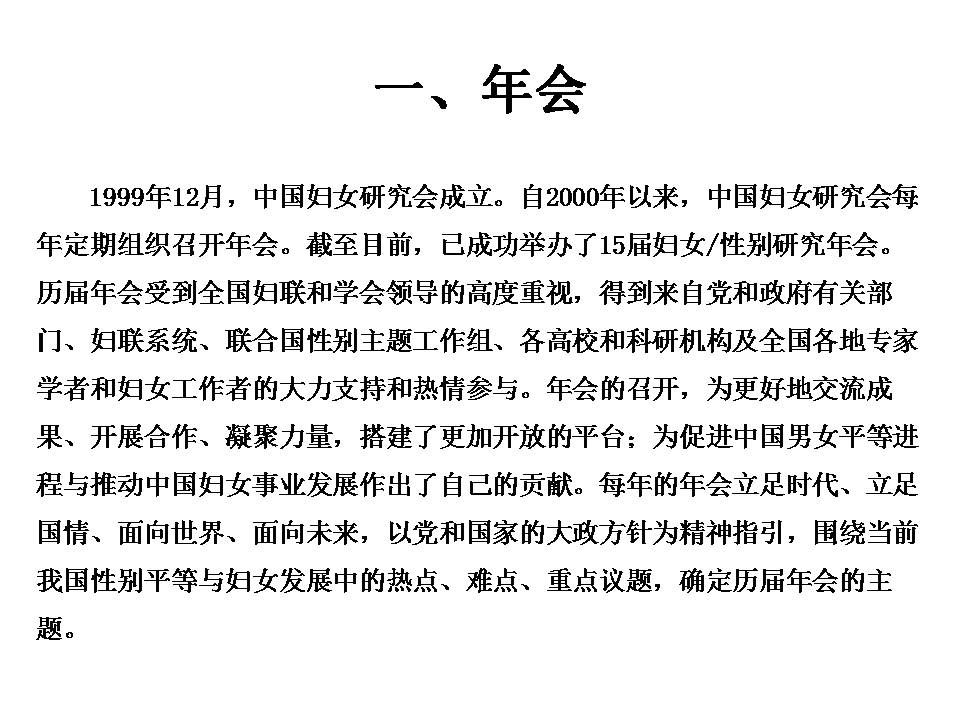 一、年会
1999年12月，中国妇女研究会成立。自2000年以来，中国妇女研究会每
年定期组织召开年会。截至目前，已成功举办了15届妇女/性别研究年会。
历届年会受到全国妇联和学会领导的高度重视，得到来自党和政府有关部
门、妇联系统、联合国性别主题工作组、各高校和科研机构及全国各地专家
学者和妇女工作者的大力支持和热情参与。年会的召开，为更好地交流成
果、开展合作、凝聚力量，搭建了更加开放的平台；为促进中国男女平等进
程与推动中国妇女事业发展作出了自己的贡献。每年的年会立足时代、立足
国情、面向世界、面向未来，以党和国家的大政方针为精神指引，围绕当前
我国性别平等与妇女发展中的热点、难点、重点议题，确定历届年会的主
题。